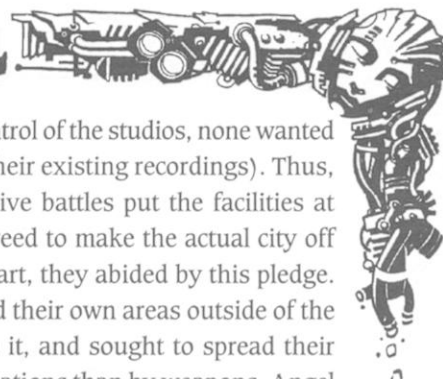 trol of the studios, none wanted
heir existing recordings). Thus,
ive battles put the facilities at
reed to make the actual city off
art, they abided by this pledge.
d their own areas outside of the
it, and sought to spread their
ations than by weapons. Angel